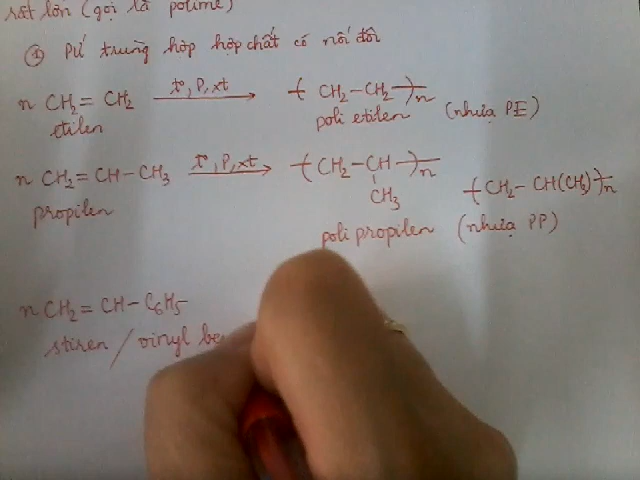 rất lớn (gọi là polime)
① PƯ trùng hợp hợp chất có nối đôi
n CH₂ = CH₂ —t°, P, xt→ –( CH₂ – CH₂ )–n
etilen poli etilen (nhựa PE)
n CH₂ = CH – CH₃ —t°, P, xt→ –( CH₂ – CH )–n –( CH₂ – CH(CH₃) )–n
CH₃
propilen poli propilen (nhựa PP)
n CH₂ = CH – C₆H₅
stiren / vinyl be